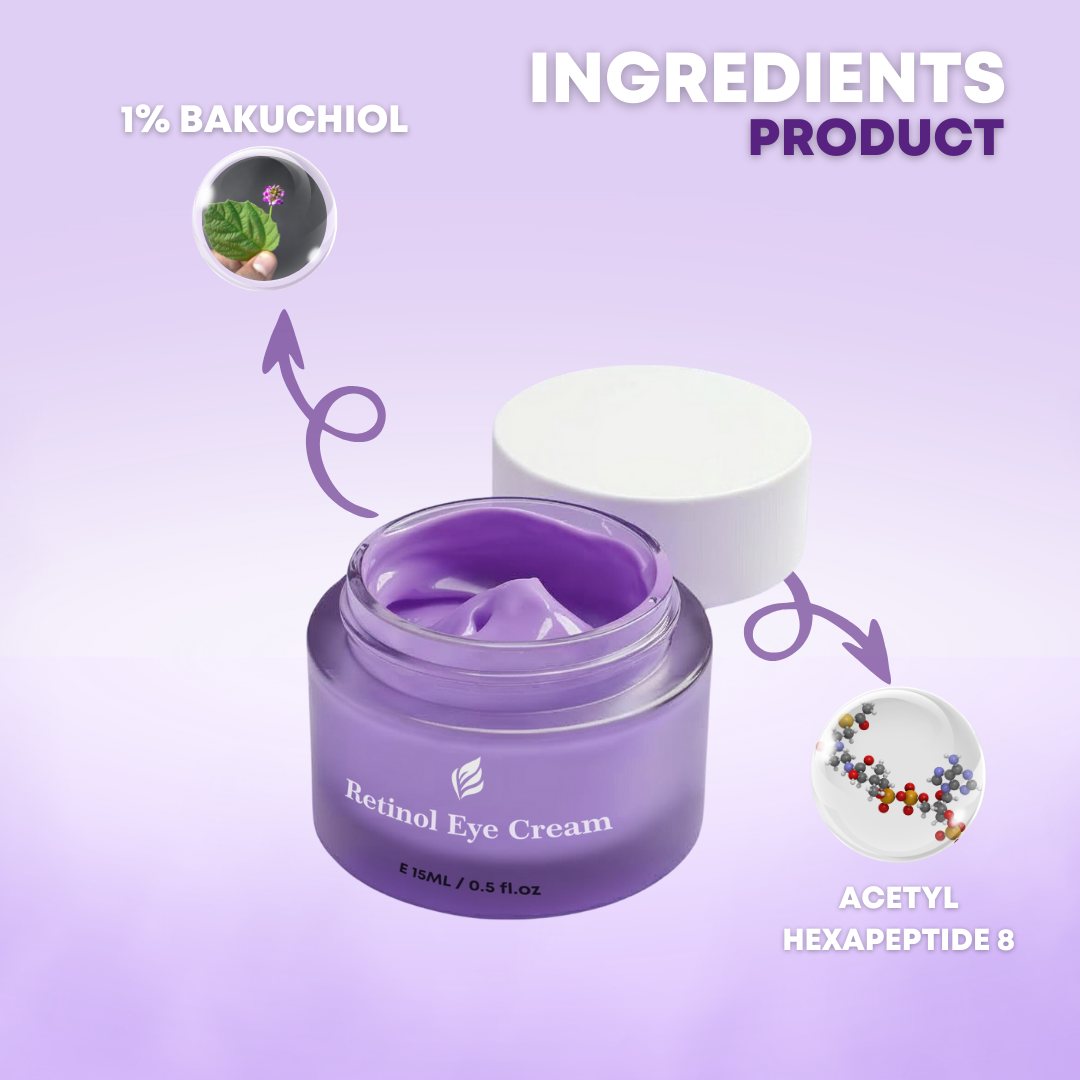 INGREDIENTS
PRODUCT
1% BAKUCHIOL
Retinol Eye Cream
E 15ML / 0.5 fl.oz
ACETYL
HEXAPEPTIDE 8